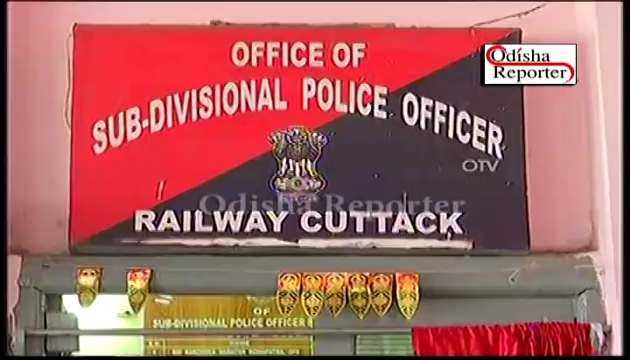 OFFICE OF
SUB-DIVISIONAL POLICE OFFICER
RAILWAY CUTTACK
Odisha
Reporter
OTV
Odisha Reporter
OF
SUB-DIVISIONAL POLICE OFFICER